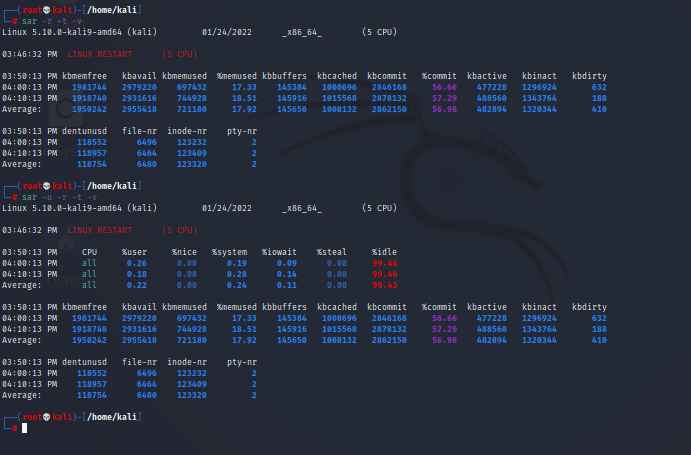 ┌──(root💀kali)-[/home/kali]
└─# sar -r -t -v
Linux 5.10.0-kali9-amd64 (kali) 01/24/2022 _x86_64_ (5 CPU)
03:46:32 PM LINUX RESTART (5 CPU)
03:50:13 PM kbmemfree kbavail kbmemused %memused kbbuffers kbcached kbcommit %commit kbactive kbinact kbdirty
04:00:13 PM 1981744 2979220 697432 17.33 145384 1000696 2846168 56.66 477228 1296924 632
04:10:13 PM 1918740 2931616 744928 18.51 145916 1015568 2878132 57.29 488560 1343764 188
Average: 1950242 2955418 721180 17.92 145650 1008132 2862150 56.98 482894 1320344 410
03:50:13 PM dentunusd file-nr inode-nr pty-nr
04:00:13 PM 118552 6496 123232 2
04:10:13 PM 118957 6464 123409 2
Average: 118754 6480 123320 2
┌──(root💀kali)-[/home/kali]
└─# sar -u -r -t -v
Linux 5.10.0-kali9-amd64 (kali) 01/24/2022 _x86_64_ (5 CPU)
03:46:32 PM LINUX RESTART (5 CPU)
03:50:13 PM CPU %user %nice %system %iowait %steal %idle
04:00:13 PM all 0.26 0.00 0.19 0.09 0.00 99.46
04:10:13 PM all 0.18 0.00 0.28 0.14 0.00 99.40
Average: all 0.22 0.00 0.24 0.11 0.00 99.43
03:50:13 PM kbmemfree kbavail kbmemused %memused kbbuffers kbcached kbcommit %commit kbactive kbinact kbdirty
04:00:13 PM 1981744 2979220 697432 17.33 145384 1000696 2846168 56.66 477228 1296924 632
04:10:13 PM 1918740 2931616 744928 18.51 145916 1015568 2878132 57.29 488560 1343764 188
Average: 1950242 2955418 721180 17.92 145650 1008132 2862150 56.98 482894 1320344 410
03:50:13 PM dentunusd file-nr inode-nr pty-nr
04:00:13 PM 118552 6496 123232 2
04:10:13 PM 118957 6464 123409 2
Average: 118754 6480 123320 2
┌──(root💀kali)-[/home/kali]
└─#